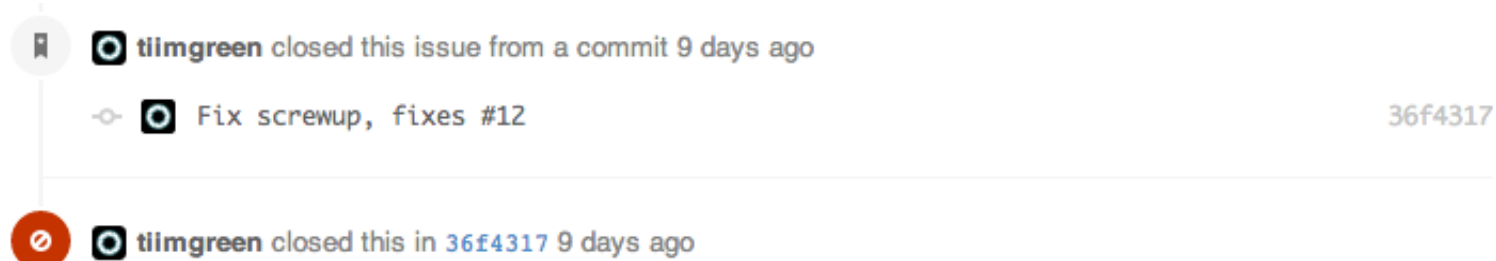 tiimgreen closed this issue from a commit 9 days ago
Fix screwup, fixes #12 36f4317
tiimgreen closed this in 36f4317 9 days ago